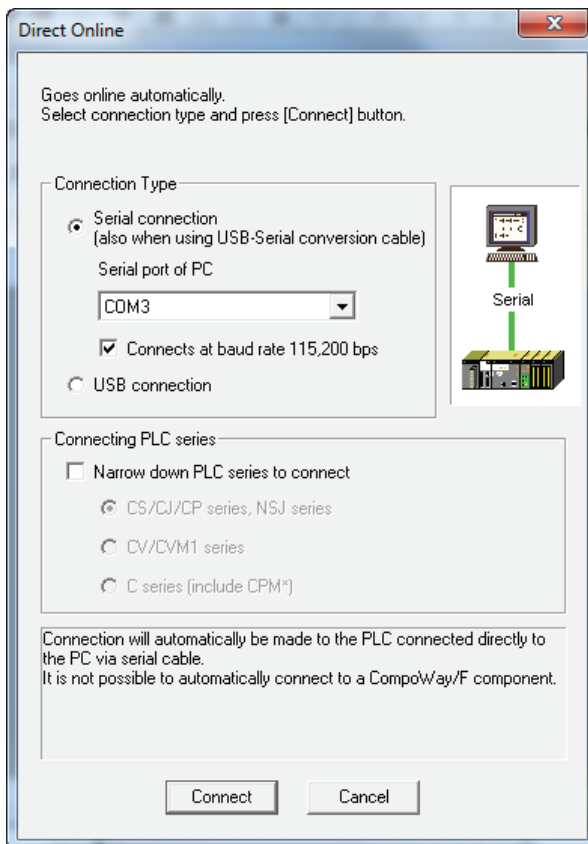 Direct Online
Goes online automatically.
Select connection type and press [Connect] button.
Connection Type
Serial connection
(also when using USB-Serial conversion cable)
Serial port of PC
COM3
Connects at baud rate 115,200 bps
USB connection
Serial
Connecting PLC series
Narrow down PLC series to connect
CS/CJ/CP series, NSJ series
CV/CVM1 series
C series (include CPM*)
Connection will automatically be made to the PLC connected directly to
the PC via serial cable.
It is not possible to automatically connect to a CompoWay/F component.
Connect
Cancel